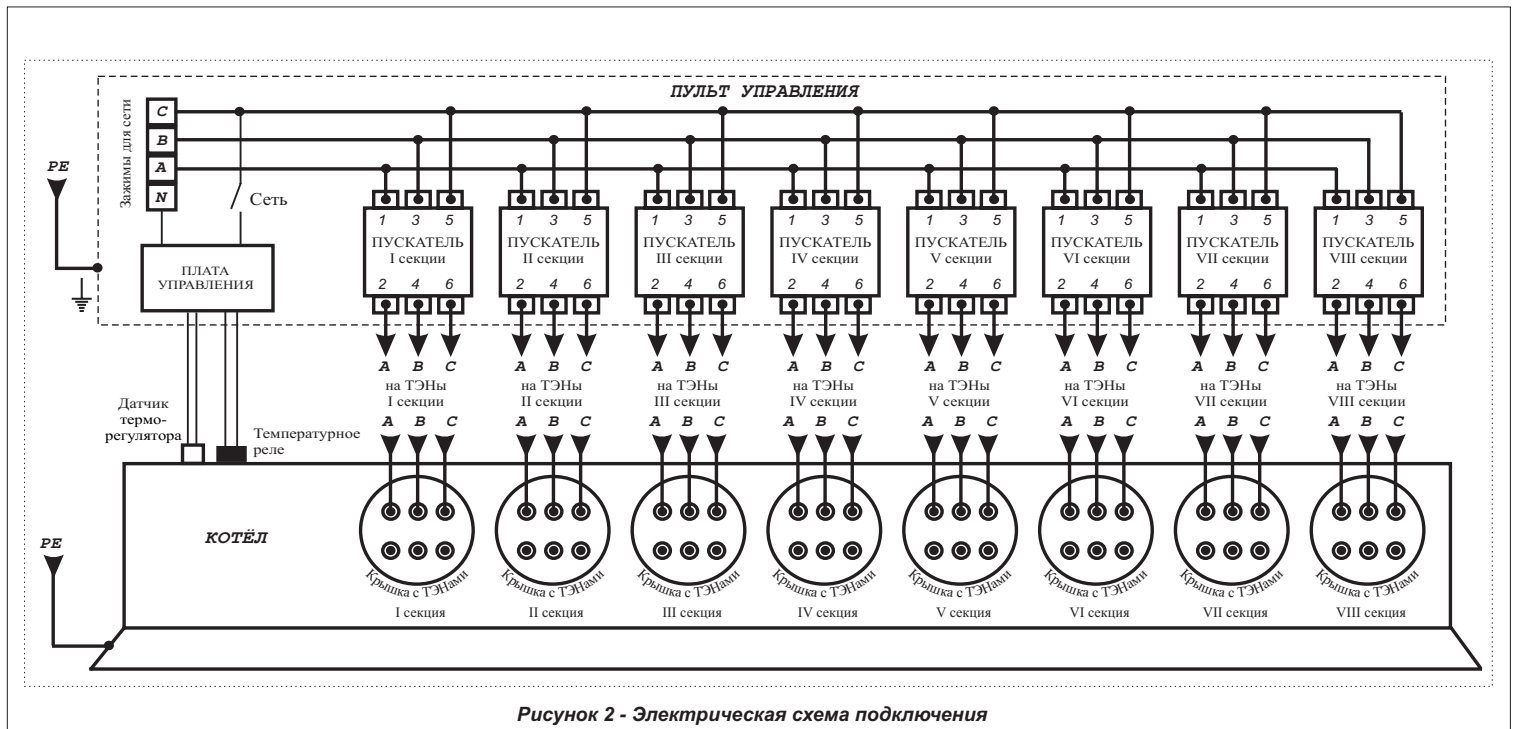 ПУЛЬТ УПРАВЛЕНИЯ
Зажимы для сети
C
B
A
N
PE
Сеть
ПЛАТА
УПРАВЛЕНИЯ
1 3 5
ПУСКАТЕЛЬ
I секции
2 4 6
1 3 5
ПУСКАТЕЛЬ
II секции
2 4 6
1 3 5
ПУСКАТЕЛЬ
III секции
2 4 6
1 3 5
ПУСКАТЕЛЬ
IV секции
2 4 6
1 3 5
ПУСКАТЕЛЬ
V секции
2 4 6
1 3 5
ПУСКАТЕЛЬ
VI секции
2 4 6
1 3 5
ПУСКАТЕЛЬ
VII секции
2 4 6
1 3 5
ПУСКАТЕЛЬ
VIII секции
2 4 6
A B C
на ТЭНы
I секции
A B C
A B C
на ТЭНы
II секции
A B C
A B C
на ТЭНы
III секции
A B C
A B C
на ТЭНы
IV секции
A B C
A B C
на ТЭНы
V секции
A B C
A B C
на ТЭНы
VI секции
A B C
A B C
на ТЭНы
VII секции
A B C
A B C
на ТЭНы
VIII секции
A B C
Датчик
термо-
регулятора
Температурное
реле
PE
КОТЁЛ
Крышка с ТЭНами
I секция
Крышка с ТЭНами
II секция
Крышка с ТЭНами
III секция
Крышка с ТЭНами
IV секция
Крышка с ТЭНами
V секция
Крышка с ТЭНами
VI секция
Крышка с ТЭНами
VII секция
Крышка с ТЭНами
VIII секция
Рисунок 2 - Электрическая схема подключения